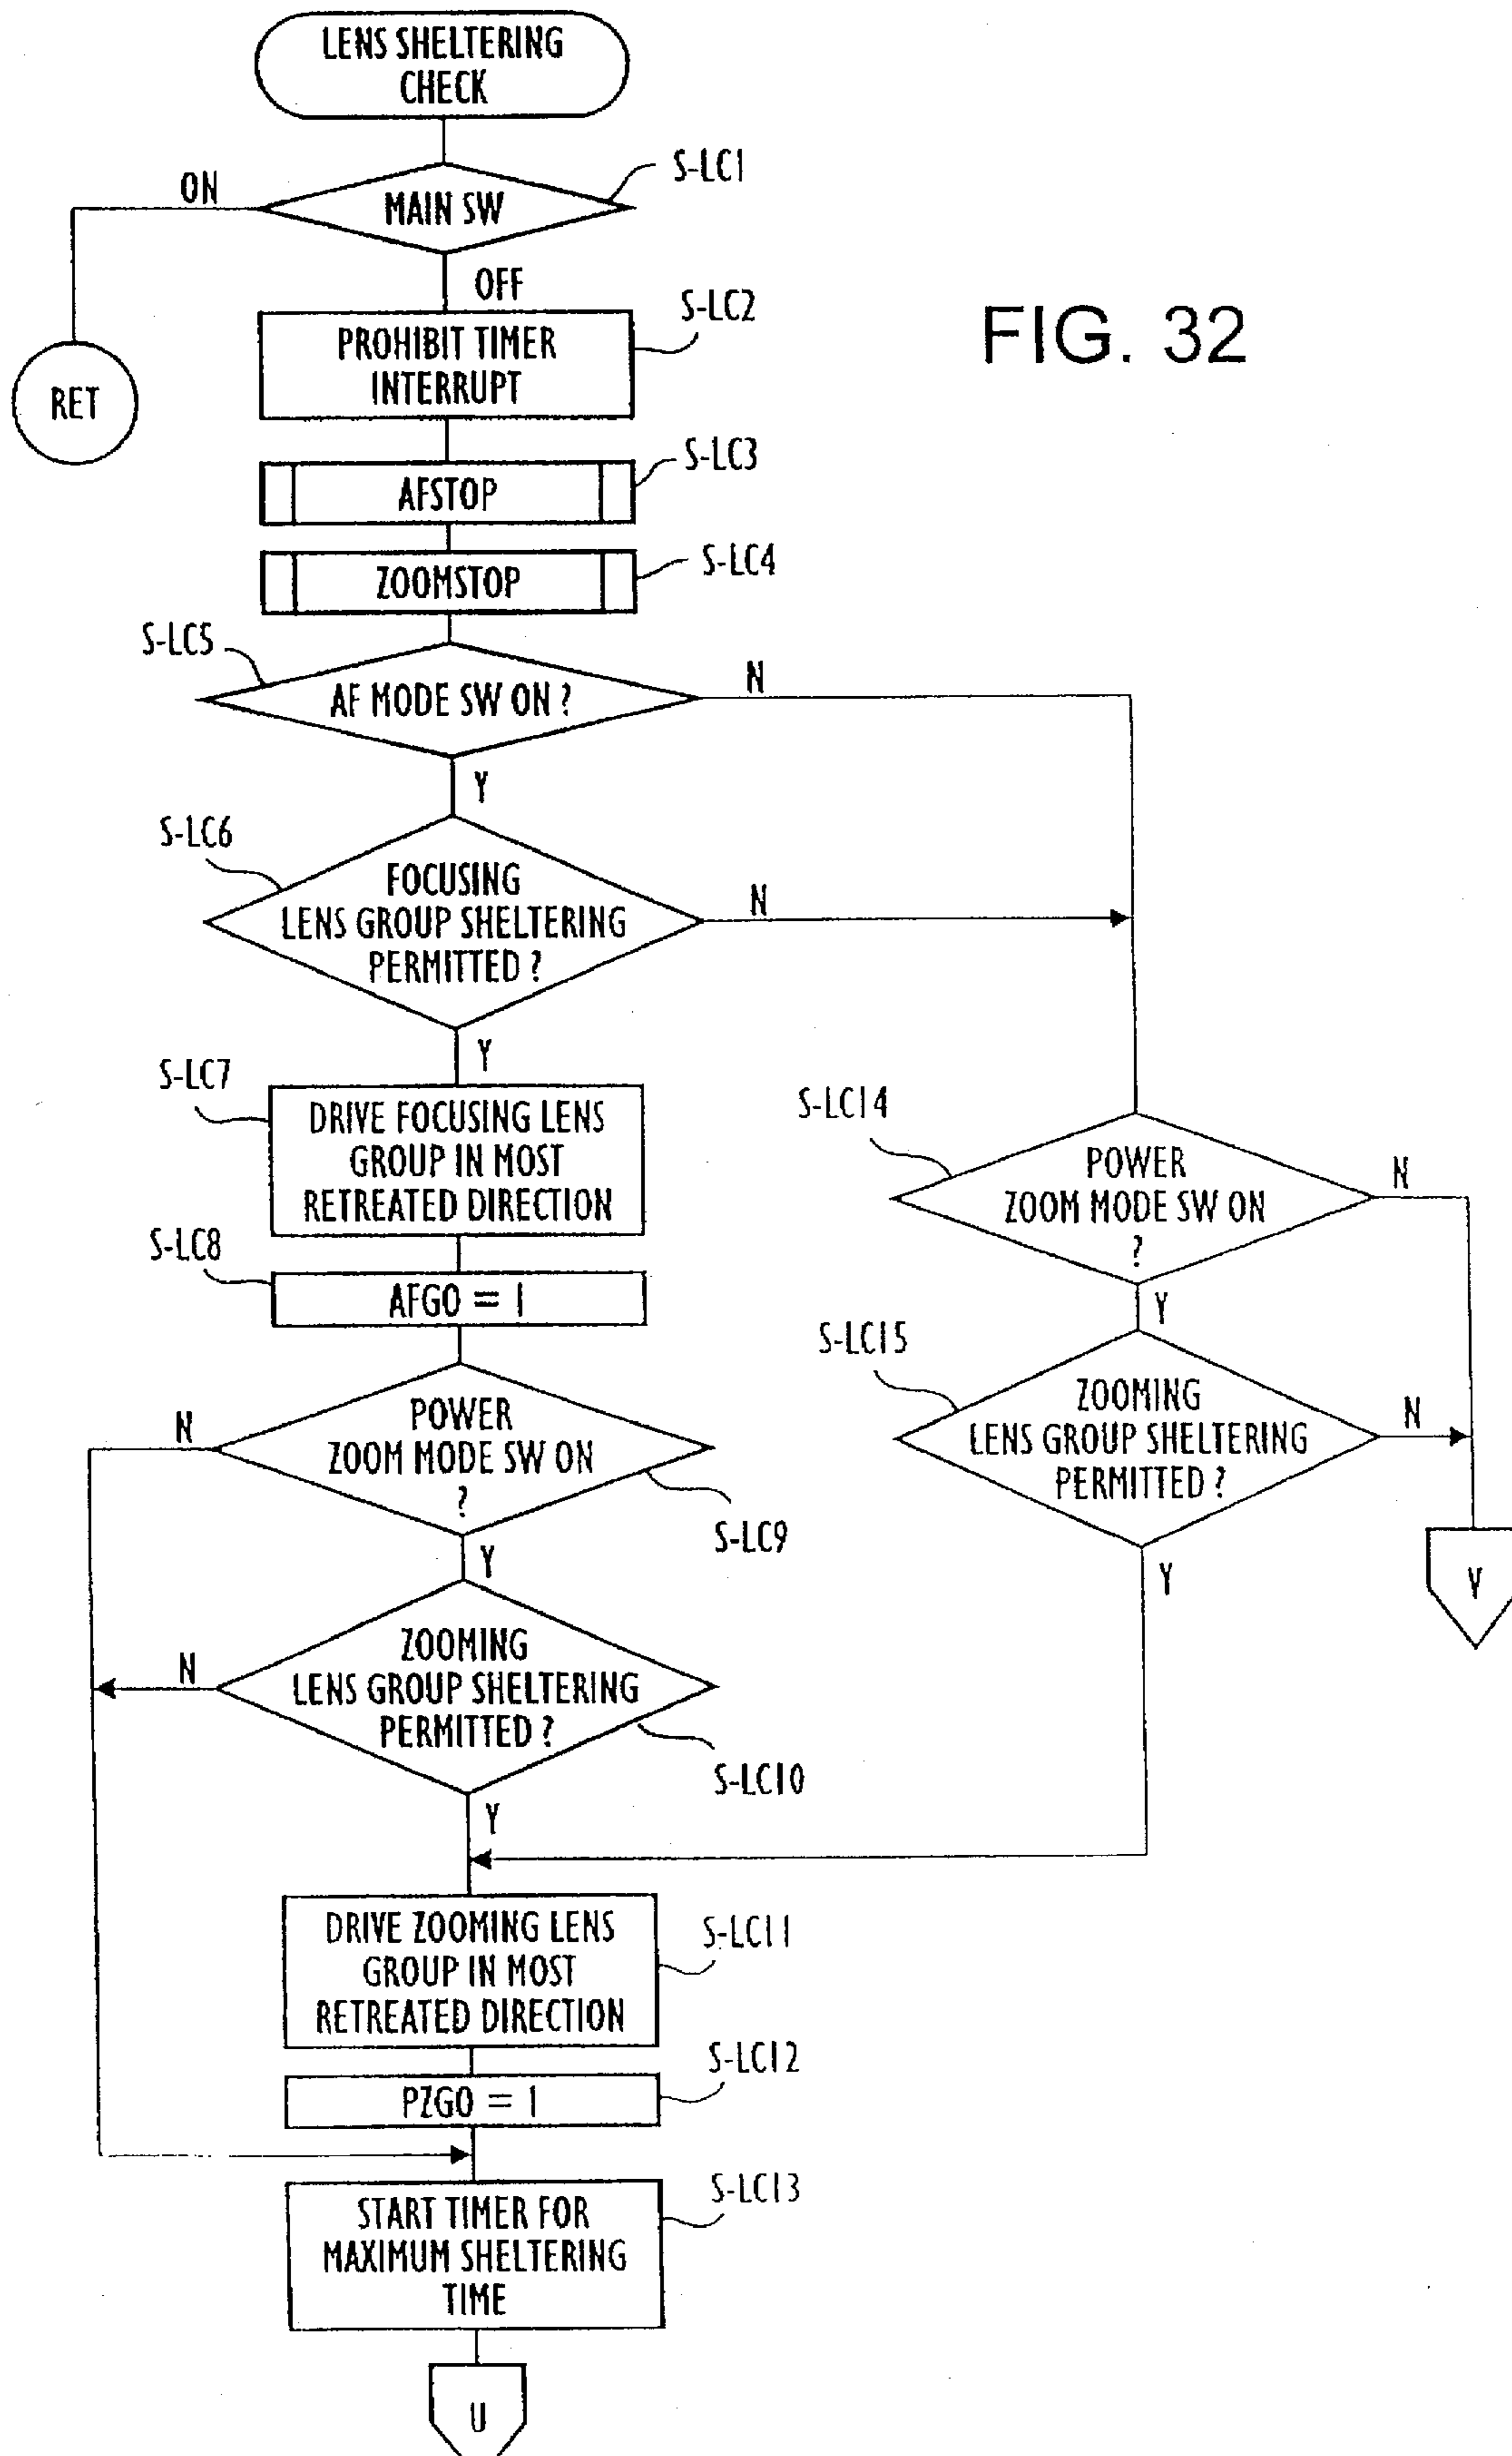 LENS SHELTERING
CHECK
S-LC1
ON
MAIN SW
OFF
RET
S-LC2
PROHIBIT TIMER
INTERRUPT
FIG. 32
S-LC3
AFSTOP
S-LC4
ZOOMSTOP
S-LC5
AF MODE SW ON ?
N
Y
S-LC6
FOCUSING
LENS GROUP SHELTERING
PERMITTED ?
N
Y
S-LC7
DRIVE FOCUSING LENS
GROUP IN MOST
RETREATED DIRECTION
S-LC8
AFGO = 1
POWER
ZOOM MODE SW ON
?
N
S-LC9
Y
ZOOMING
LENS GROUP SHELTERING
PERMITTED ?
N
S-LC10
Y
S-LC14
POWER
ZOOM MODE SW ON
?
N
Y
S-LC15
ZOOMING
LENS GROUP SHELTERING
PERMITTED ?
N
Y
V
DRIVE ZOOMING LENS
GROUP IN MOST
RETREATED DIRECTION
S-LC11
S-LC12
PZGO = 1
S-LC13
START TIMER FOR
MAXIMUM SHELTERING
TIME
U